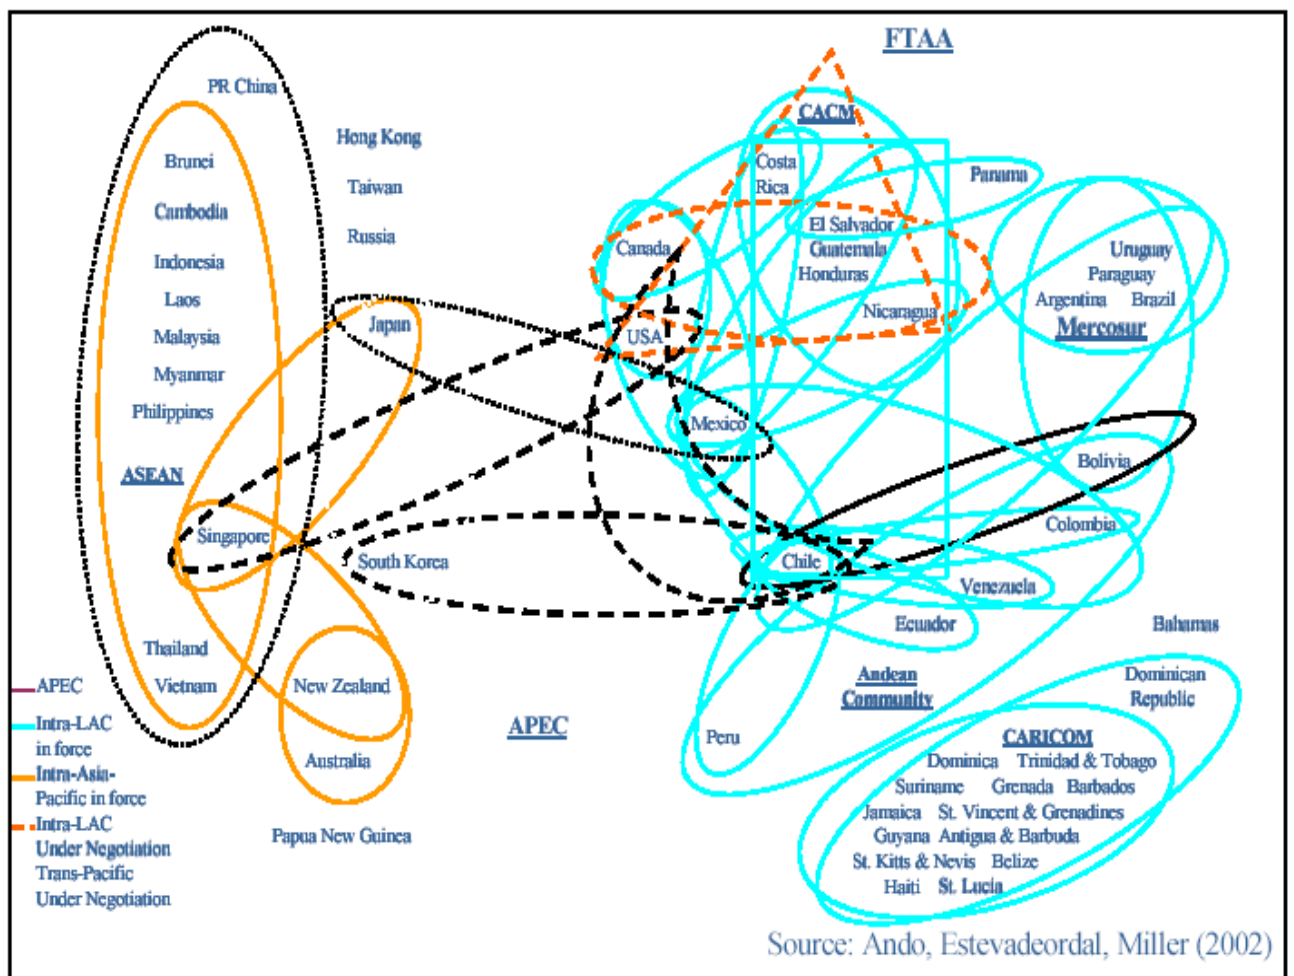 FTAA
PR China
CACM
Hong Kong
Brunei
Costa
Rica
Panama
Taiwan
Cambodia
El Salvador
Russia
Canada
Guatemala
Uruguay
Indonesia
Honduras
Paraguay
Laos
Argentina Brazil
Nicaragua
Japan
Mercosur
Malaysia
USA
Myanmar
Philippines
Mexico
ASEAN
Bolivia
Singapore
Colombia
South Korea
Chile
Venezuela
Ecuador
Bahamas
Thailand
Vietnam
New Zealand
Andean
Community
Dominican
Republic
APEC
Peru
CARICOM
Australia
Dominica Trinidad & Tobago
Suriname Grenada Barbados
Jamaica St. Vincent & Grenadines
Papua New Guinea
Guyana Antigua & Barbuda
St. Kitts & Nevis Belize
Haiti St. Lucia
APEC
Intra-LAC
in force
Intra-Asia-
Pacific in force
Intra-LAC
Under Negotiation
Trans-Pacific
Under Negotiation
Source: Ando, Estevadeordal, Miller (2002)